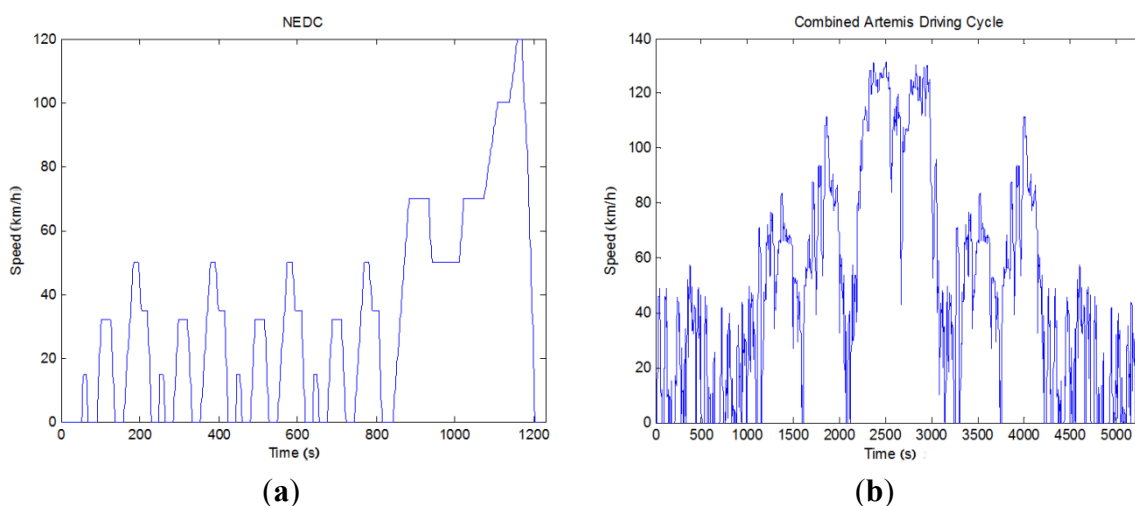 NEDC
120
100
80
60
40
20
0
Speed (km/h)
0 200 400 600 800 1000 1200
Time (s)
(a)
Combined Artemis Driving Cycle
140
120
100
80
60
40
20
0
Speed (km/h)
0 500 1000 1500 2000 2500 3000 3500 4000 4500 5000
Time (s)
(b)